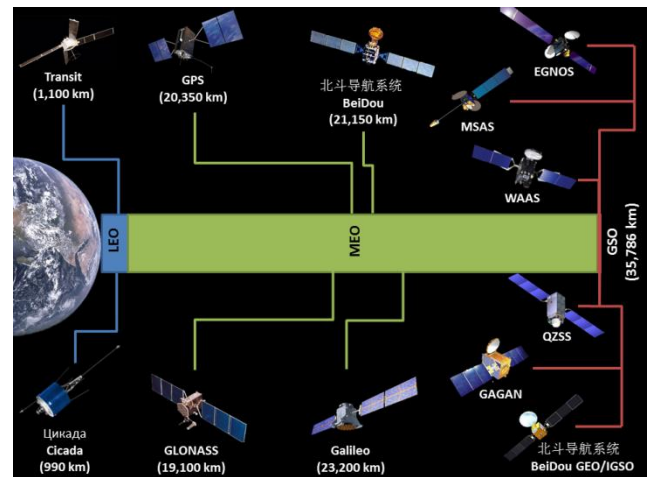 Transit
(1,100 km)
GPS
(20,350 km)
北斗导航系统
BeiDou
(21,150 km)
EGNOS
MSAS
WAAS
LEO
MEO
GSO
(35,786 km)
QZSS
GAGAN
Цикада
Cicada
(990 km)
GLONASS
(19,100 km)
Galileo
(23,200 km)
北斗导航系统
BeiDou GEO/IGSO